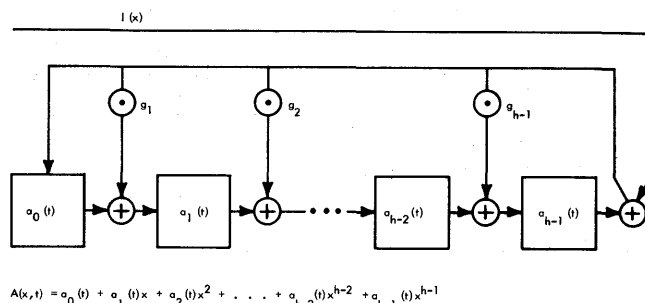 I(x)
g1 g2 gh-1
a0(t) a1(t) ah-2(t) ah-1(t)
A(x,t) = a0(t) + a1(t)x + a2(t)x2 + . . . + ah-2(t)xh-2 + ah-1(t)xh-1